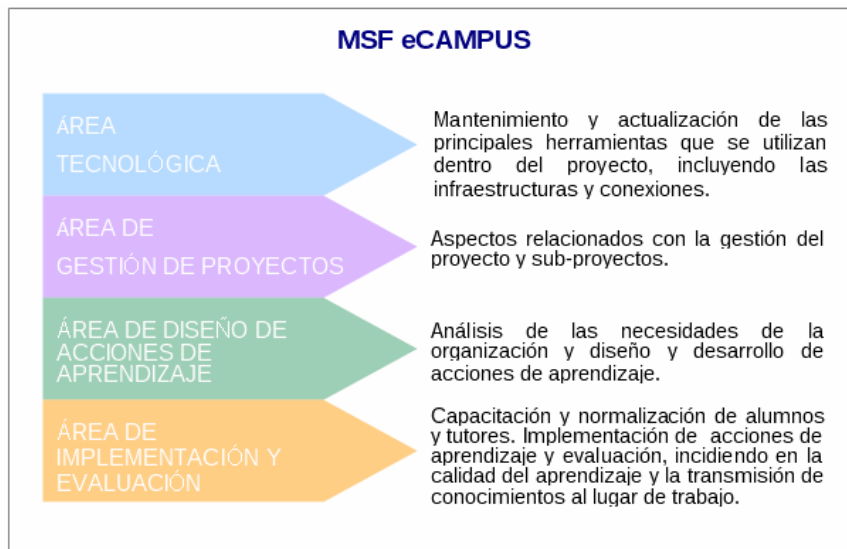 MSF eCAMPUS
ÁREA
TECNOLÓGICA
Mantenimiento y actualización de las
principales herramientas que se utilizan
dentro del proyecto, incluyendo las
infraestructuras y conexiones.
ÁREA DE
GESTIÓN DE PROYECTOS
Aspectos relacionados con la gestión del
proyecto y sub-proyectos.
ÁREA DE DISEÑO DE
ACCIONES DE
APRENDIZAJE
Análisis de las necesidades de la
organización y diseño y desarrollo de
acciones de aprendizaje.
ÁREA DE
IMPLEMENTACIÓN Y
EVALUACIÓN
Capacitación y normalización de alumnos
y tutores. Implementación de acciones de
aprendizaje y evaluación, incidiendo en la
calidad del aprendizaje y la transmisión de
conocimientos al lugar de trabajo.